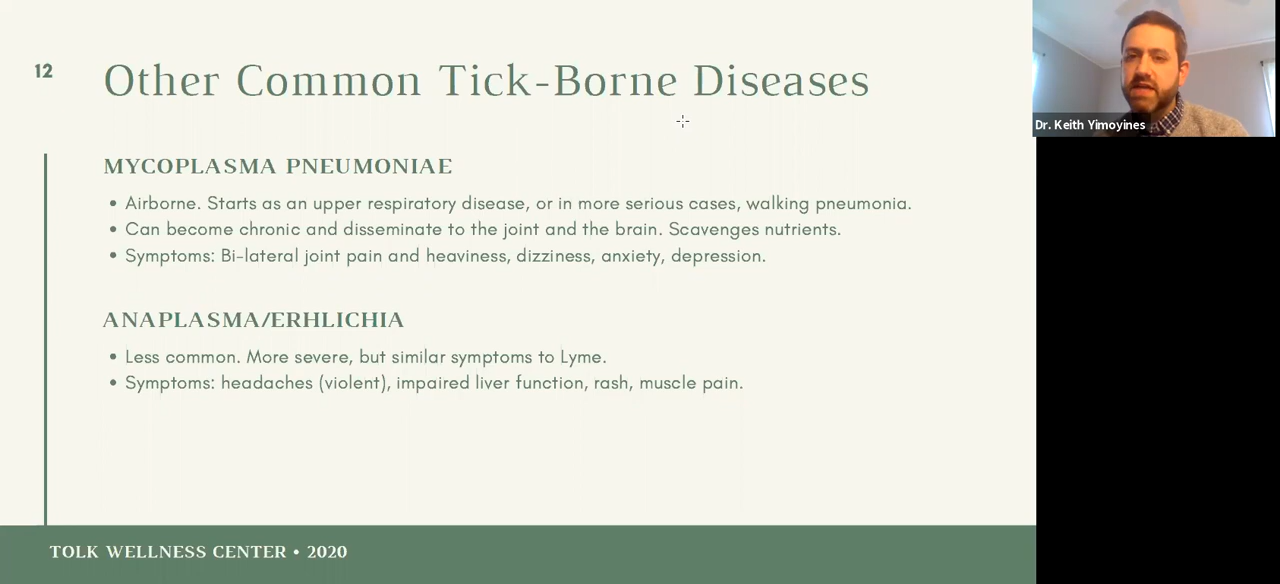 12
Other Common Tick-Borne Diseases
MYCOPLASMA PNEUMONIAE
• Airborne. Starts as an upper respiratory disease, or in more serious cases, walking pneumonia.
• Can become chronic and disseminate to the joint and the brain. Scavenges nutrients.
• Symptoms: Bi-lateral joint pain and heaviness, dizziness, anxiety, depression.
ANAPLASMA/ERHLICHIA
• Less common. More severe, but similar symptoms to Lyme.
• Symptoms: headaches (violent), impaired liver function, rash, muscle pain.
TOLK WELLNESS CENTER • 2020
Dr. Keith Yimoyines